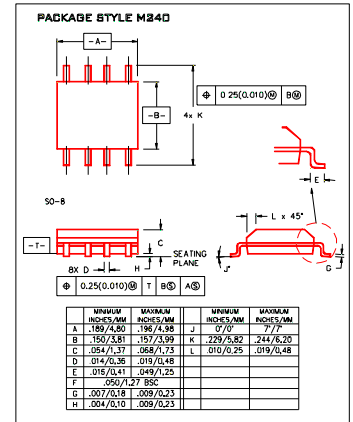 PACKAGE STYLE M240
-A-
⌖ 0.25(0.010)Ⓜ BⓂ
-B-
4x K
E
SO-8
L x 45°
C
-T-
SEATING
PLANE
8X D
H
J°
G
⌖ 0.25(0.010)Ⓜ T BⓈ AⓈ
MINIMUM MAXIMUM MINIMUM MAXIMUM
INCHES/MM INCHES/MM INCHES/MM INCHES/MM
A .189/4,80 .196/4,98 J 0°/0° 7°/7°
B .150/3,81 .157/3,99 K .229/5,82 .244/6,20
C .054/1,37 .068/1,73 L .010/0,25 .019/0,48
D .014/0,36 .019/0,48
E .015/0,41 .049/1,25
F .050/1.27 BSC
G .007/0,18 .009/0,23
H .004/0,10 .009/0,23